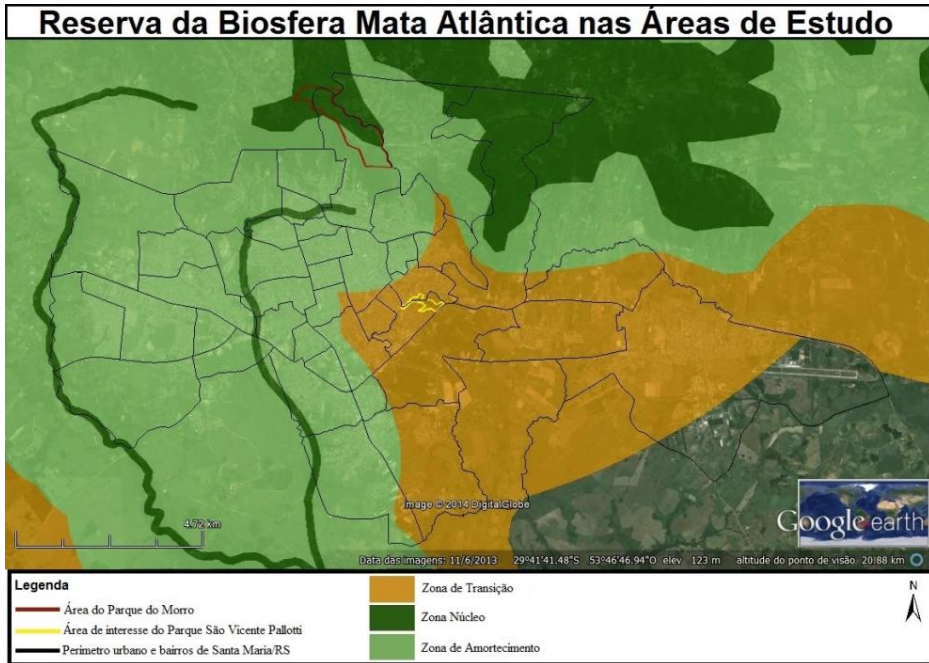 Reserva da Biosfera Mata Atlântica nas Áreas de Estudo
Image © 2014 DigitalGlobe
4.72 km
Google earth
Data das imagens: 11/6/2013 29°41'41.48"S 53°46'46.94"O elev 123 m altitude do ponto de visão 20.88 km
Legenda
Área do Parque do Morro
Área de interesse do Parque São Vicente Pallotti
Perímetro urbano e bairros de Santa Maria/RS
Zona de Transição
Zona Núcleo
Zona de Amortecimento
N